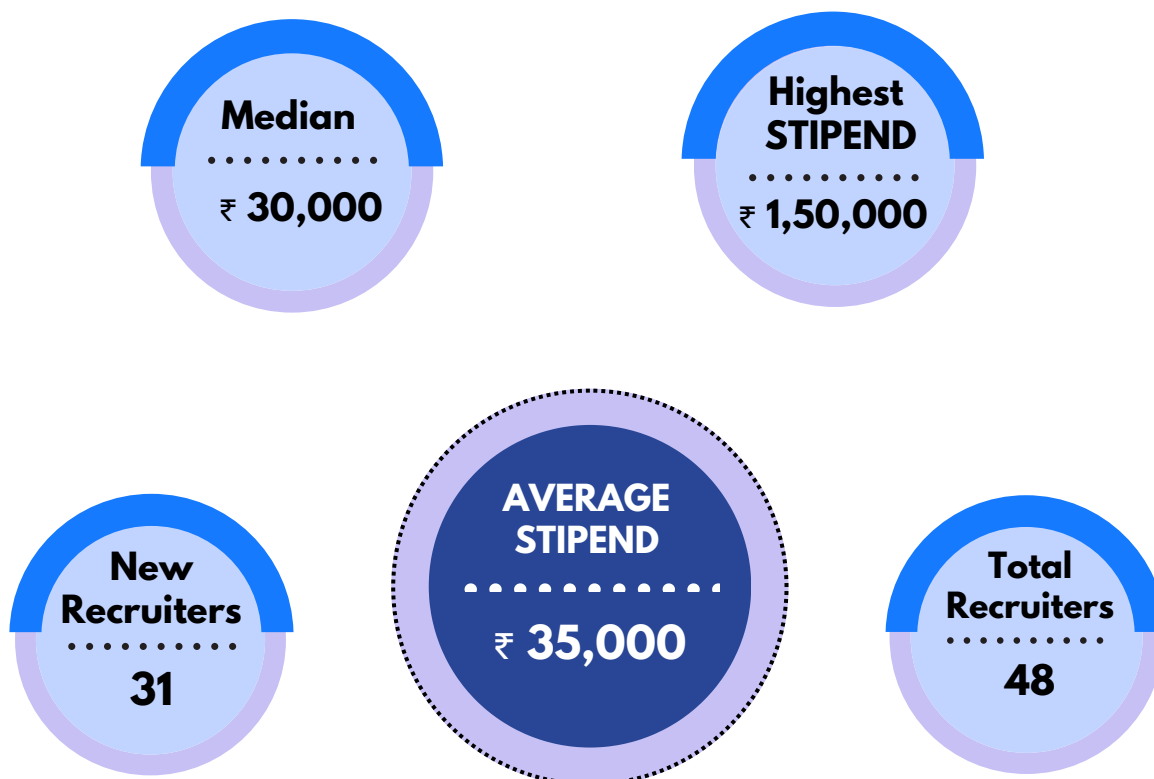 Median
₹ 30,000
Highest
STIPEND
₹ 1,50,000
AVERAGE
STIPEND
₹ 35,000
New
Recruiters
31
Total
Recruiters
48